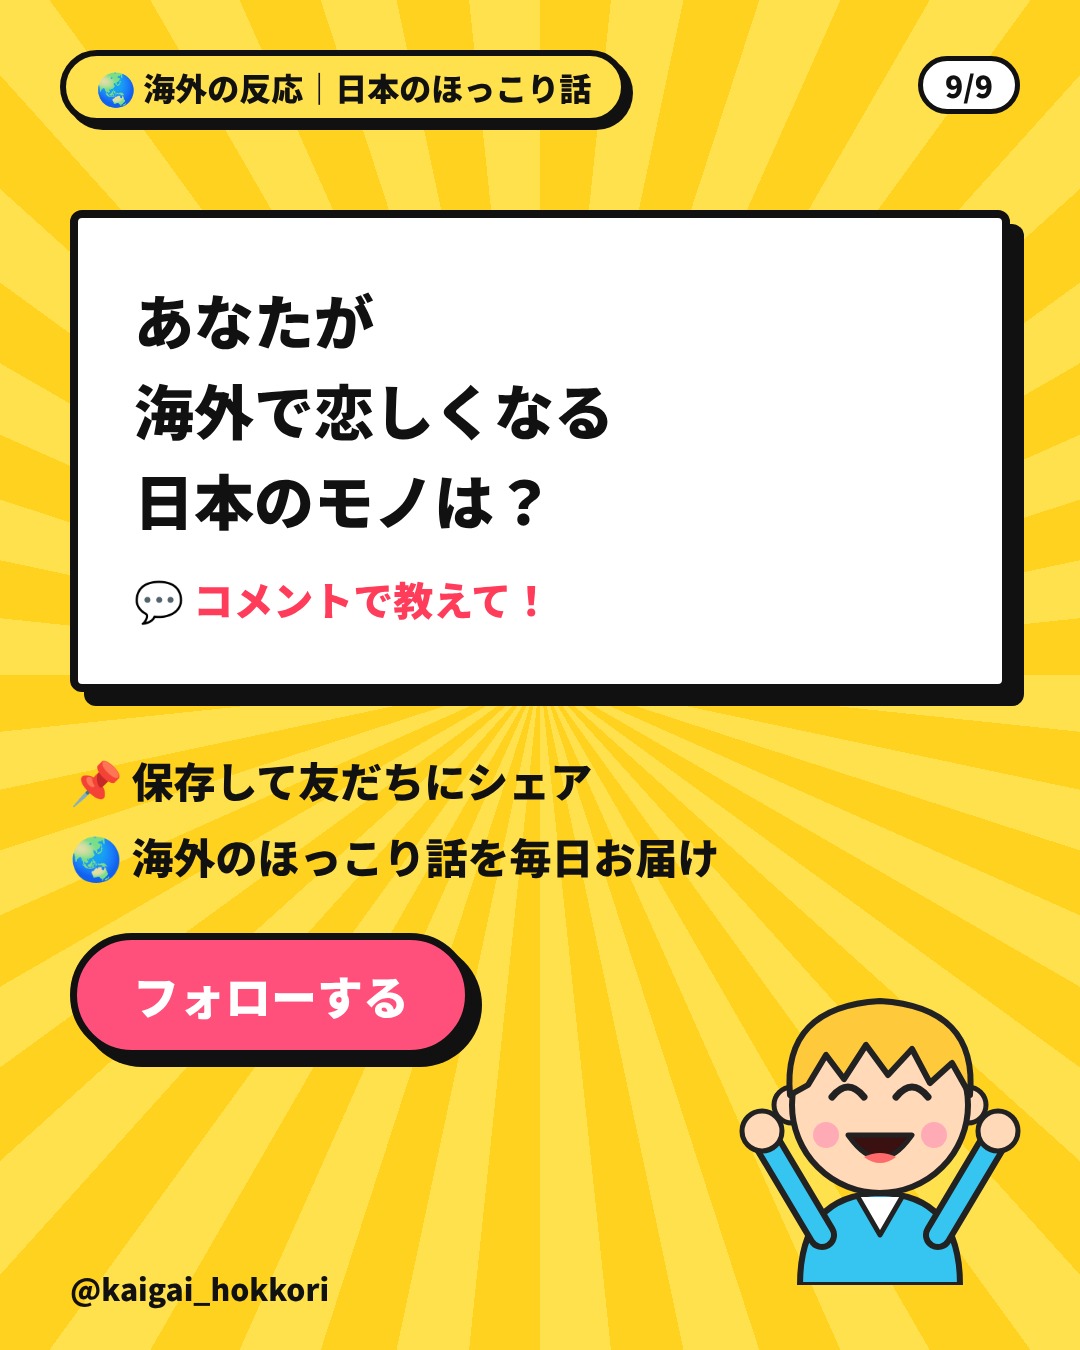 🌏 海外の反応｜日本のほっこり話
9/9
あなたが
海外で恋しくなる
日本のモノは？
💬 コメントで教えて！
📌 保存して友だちにシェア
🌏 海外のほっこり話を毎日お届け
フォローする
@kaigai_hokkori